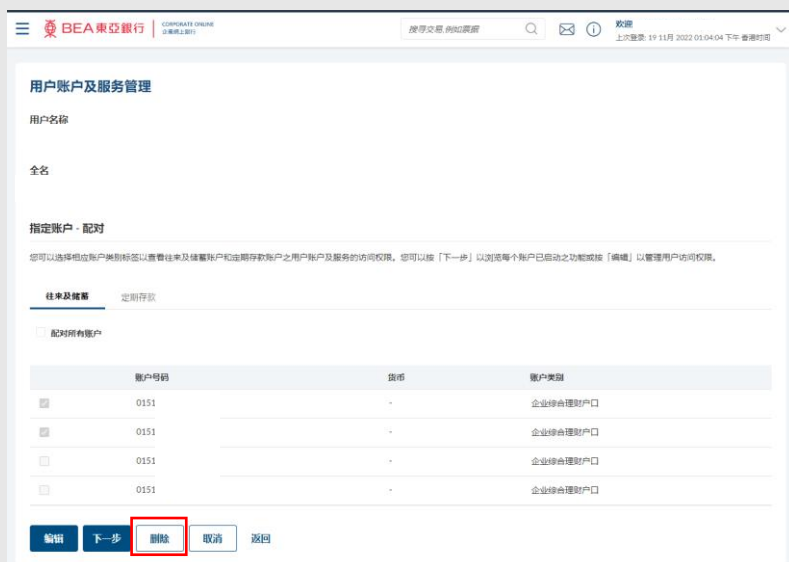 BEA東亞銀行
CORPORATE ONLINE
企業網上銀行
搜寻交易,例如票据
欢迎
上次登录: 19 11月 2022 01:04:04 下午 香港时间
用户账户及服务管理
用户名称
全名
指定账户 - 配对
您可以选择相应账户类别标签以查看往来及储蓄账户和定期存款账户之用户账户及服务的访问权限。您可以按「下一步」以浏览每个账户已启动之功能或按「编辑」以管理用户访问权限。
往来及储蓄 定期存款
配对所有账户
账户号码 货币 账户类别
0151 - 企业综合理财户口
0151 - 企业综合理财户口
0151 - 企业综合理财户口
0151 - 企业综合理财户口
编辑 下一步 删除 取消 返回